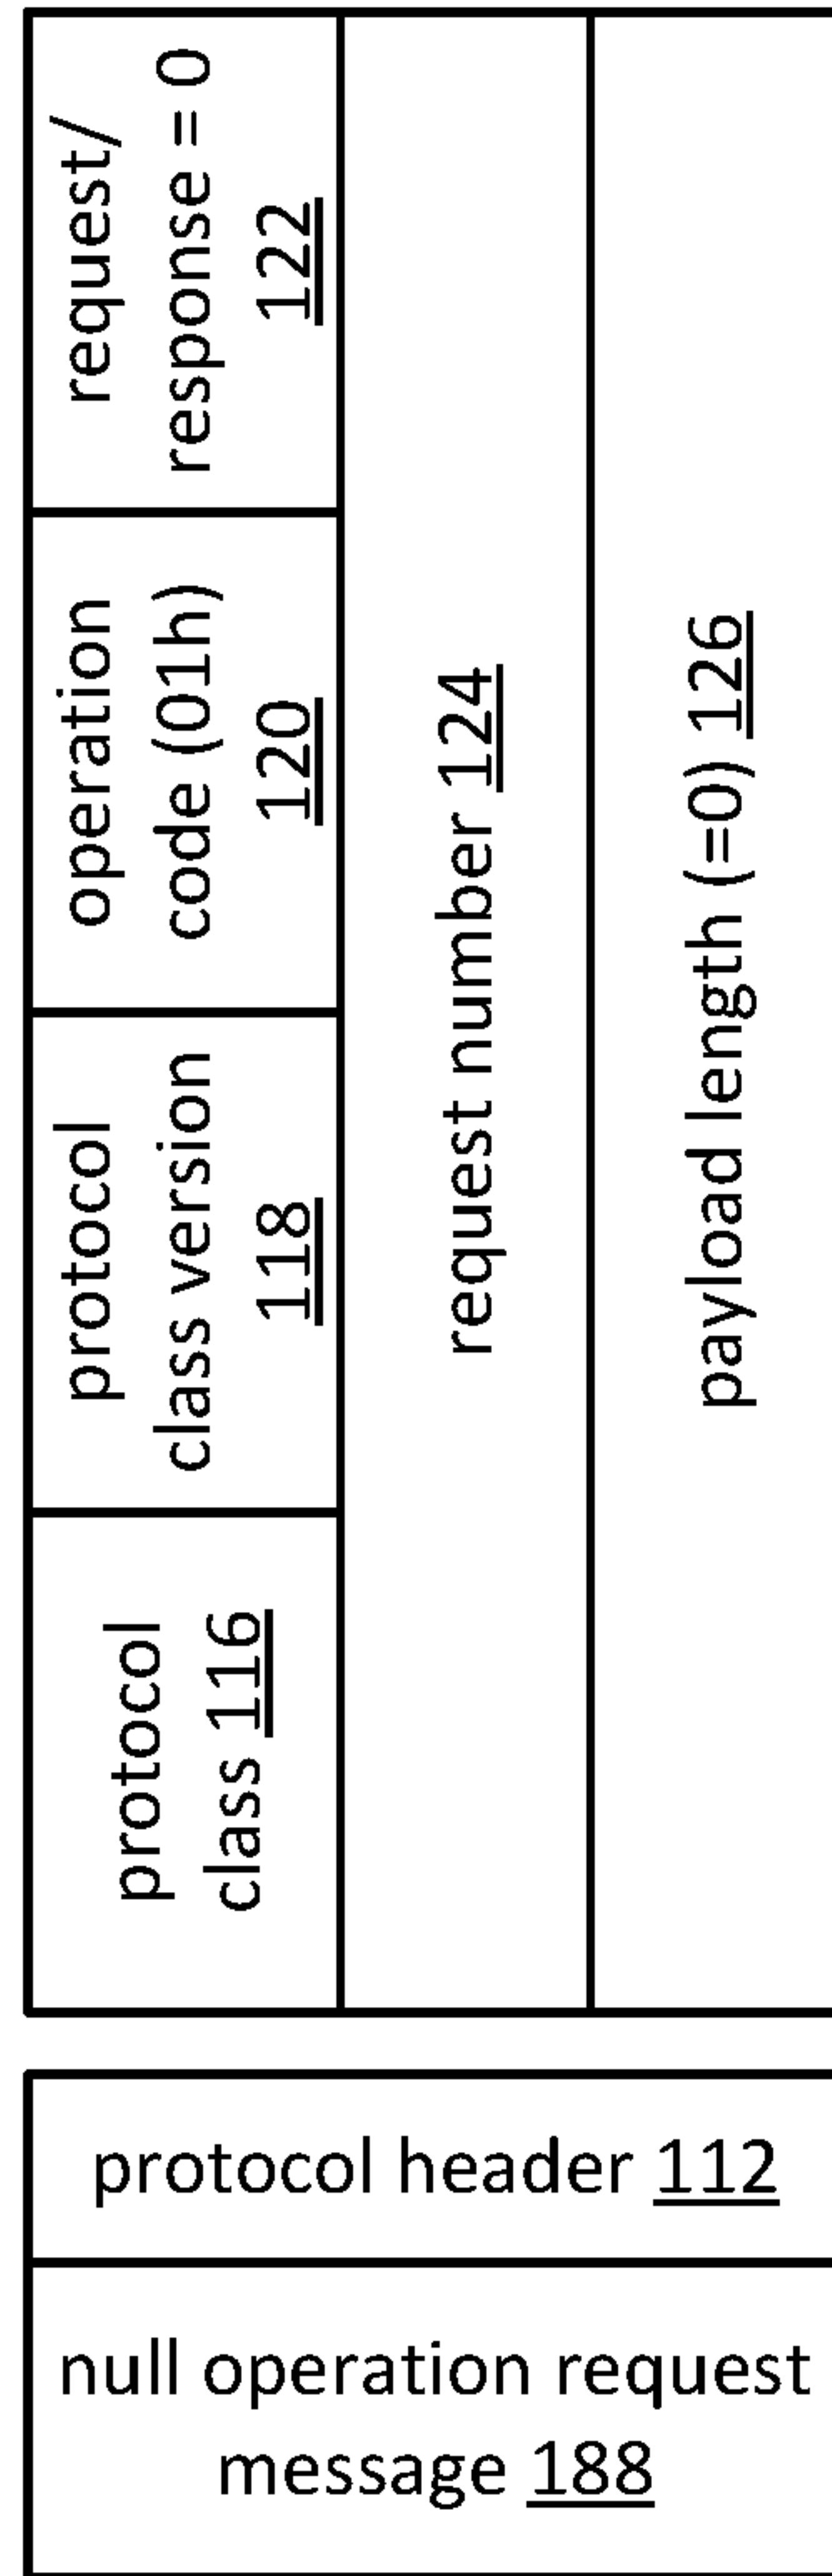 protocol
class 116
protocol
class version
118
operation
code (01h)
120
request/
response = 0
122
request number 124
payload length (=0) 126
protocol header 112
null operation request
message 188